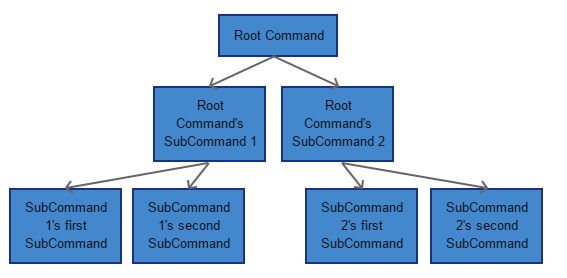 Root Command
Root
Command's
SubCommand 1
Root
Command's
SubCommand 2
SubCommand
1's first
SubCommand
SubCommand
1's second
SubCommand
SubCommand
2's first
SubCommand
SubCommand
2's second
SubCommand